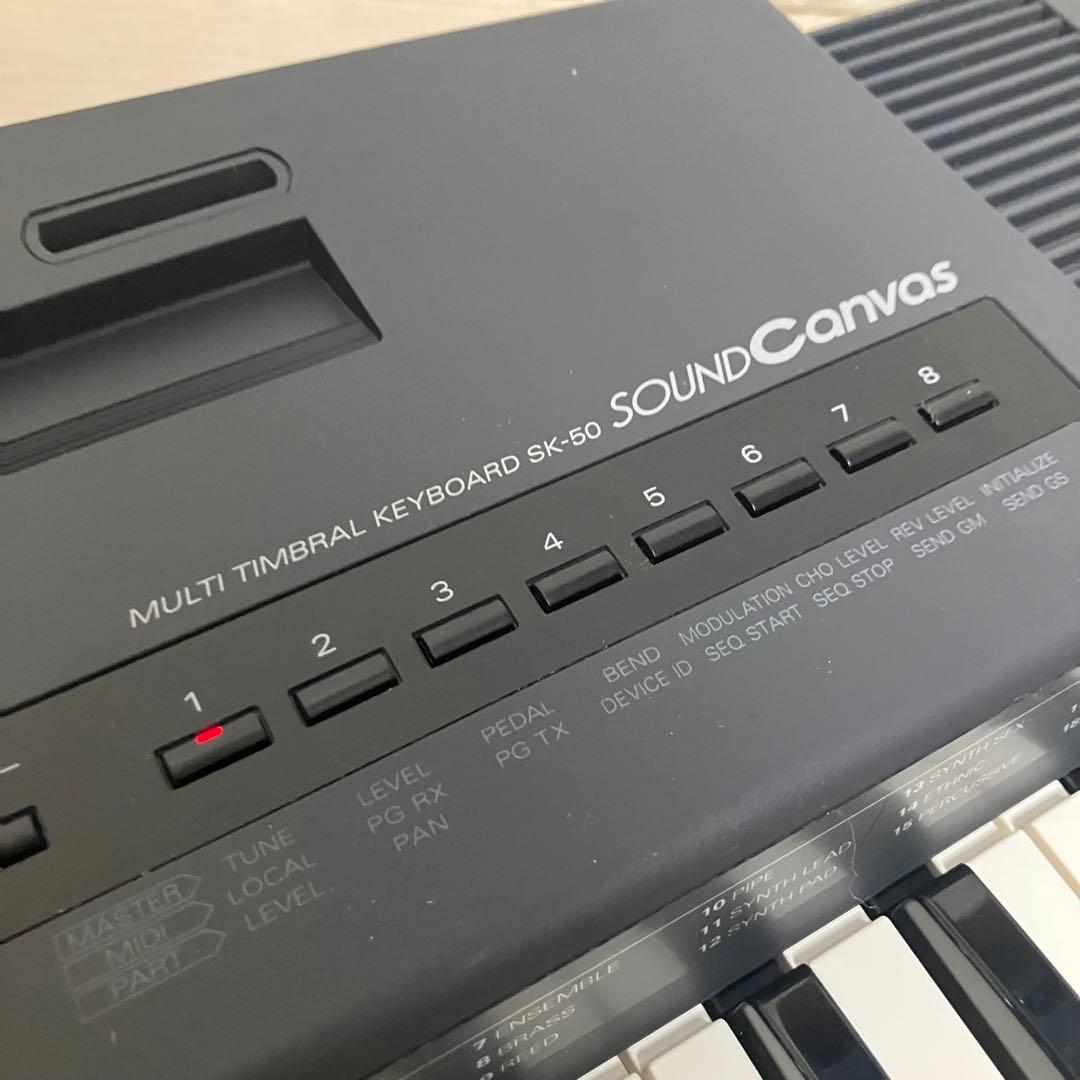 MULTI TIMBRAL KEYBOARD SK-50 SOUND Canvas
1 2 3 4 5 6 7 8
MASTER TUNE LEVEL PEDAL BEND MODULATION CHO LEVEL REV LEVEL INITIALIZE
MIDI LOCAL PG RX PG TX DEVICE ID SEQ START SEQ STOP SEND GM SEND GS
PART LEVEL PAN
7 ENSEMBLE
8 BRASS
9 REED
10 PIPE
11 SYNTH LEAD
12 SYNTH PAD
13 SYNTH SFX
14 ETHNIC
15 PERCUSSIVE